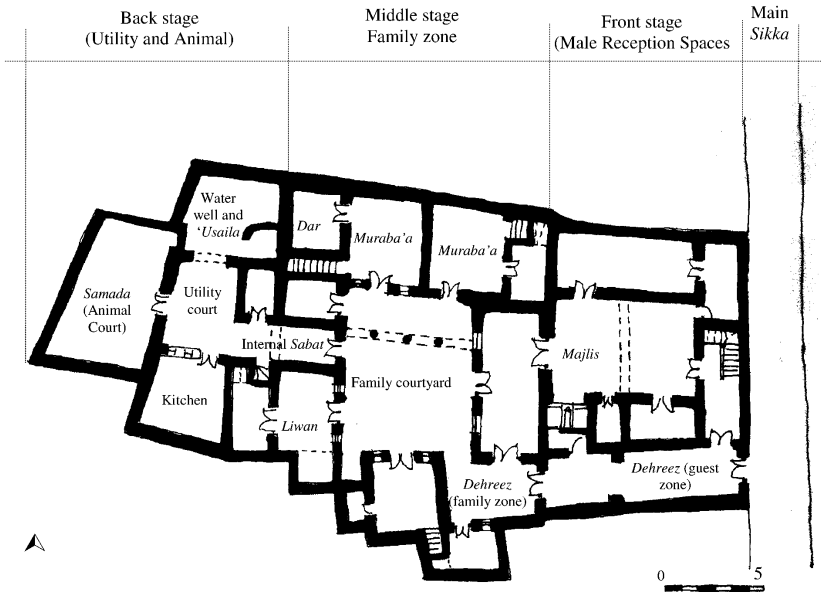 Back stage
(Utility and Animal)
Middle stage
Family zone
Front stage
(Male Reception Spaces
Main
Sikka
Water
well and
‘Usaila
Dar
Muraba’a
Muraba’a
Samada
(Animal
Court)
Utility
court
Internal Sabat
Majlis
Family courtyard
Kitchen
Liwan
Dehreez
(family zone)
Dehreez (guest
zone)
0 5